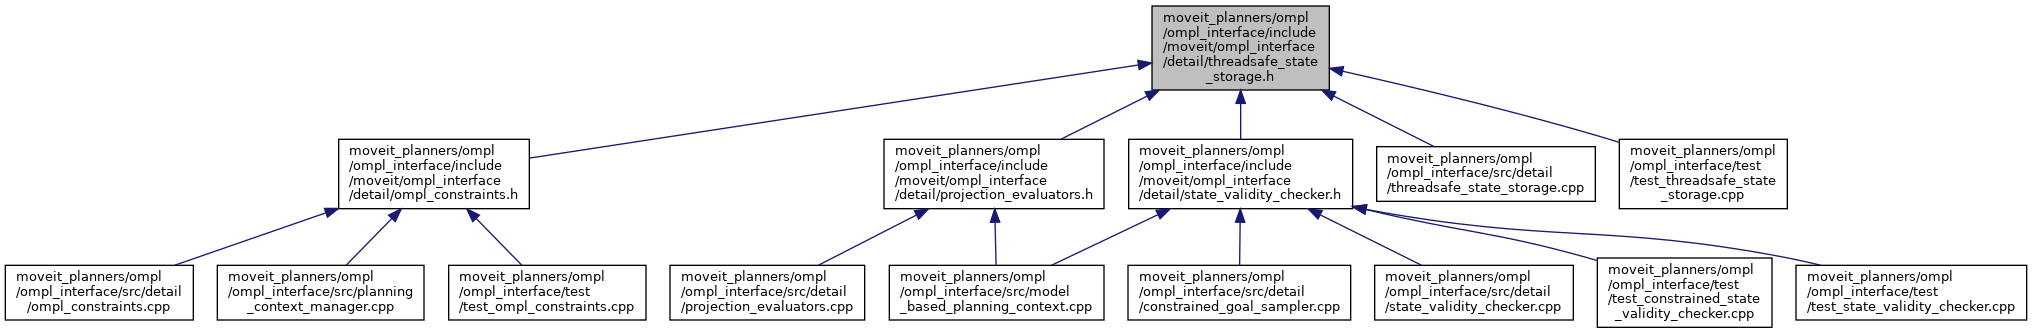 moveit_planners/ompl
/ompl_interface/include
/moveit/ompl_interface
/detail/threadsafe_state
_storage.h
moveit_planners/ompl
/ompl_interface/include
/moveit/ompl_interface
/detail/ompl_constraints.h
moveit_planners/ompl
/ompl_interface/include
/moveit/ompl_interface
/detail/projection_evaluators.h
moveit_planners/ompl
/ompl_interface/include
/moveit/ompl_interface
/detail/state_validity_checker.h
moveit_planners/ompl
/ompl_interface/src/detail
/threadsafe_state_storage.cpp
moveit_planners/ompl
/ompl_interface/test
/test_threadsafe_state
_storage.cpp
moveit_planners/ompl
/ompl_interface/src/detail
/ompl_constraints.cpp
moveit_planners/ompl
/ompl_interface/src/planning
_context_manager.cpp
moveit_planners/ompl
/ompl_interface/test
/test_ompl_constraints.cpp
moveit_planners/ompl
/ompl_interface/src/detail
/projection_evaluators.cpp
moveit_planners/ompl
/ompl_interface/src/model
_based_planning_context.cpp
moveit_planners/ompl
/ompl_interface/src/detail
/constrained_goal_sampler.cpp
moveit_planners/ompl
/ompl_interface/src/detail
/state_validity_checker.cpp
moveit_planners/ompl
/ompl_interface/test
/test_constrained_state
_validity_checker.cpp
moveit_planners/ompl
/ompl_interface/test
/test_state_validity_checker.cpp